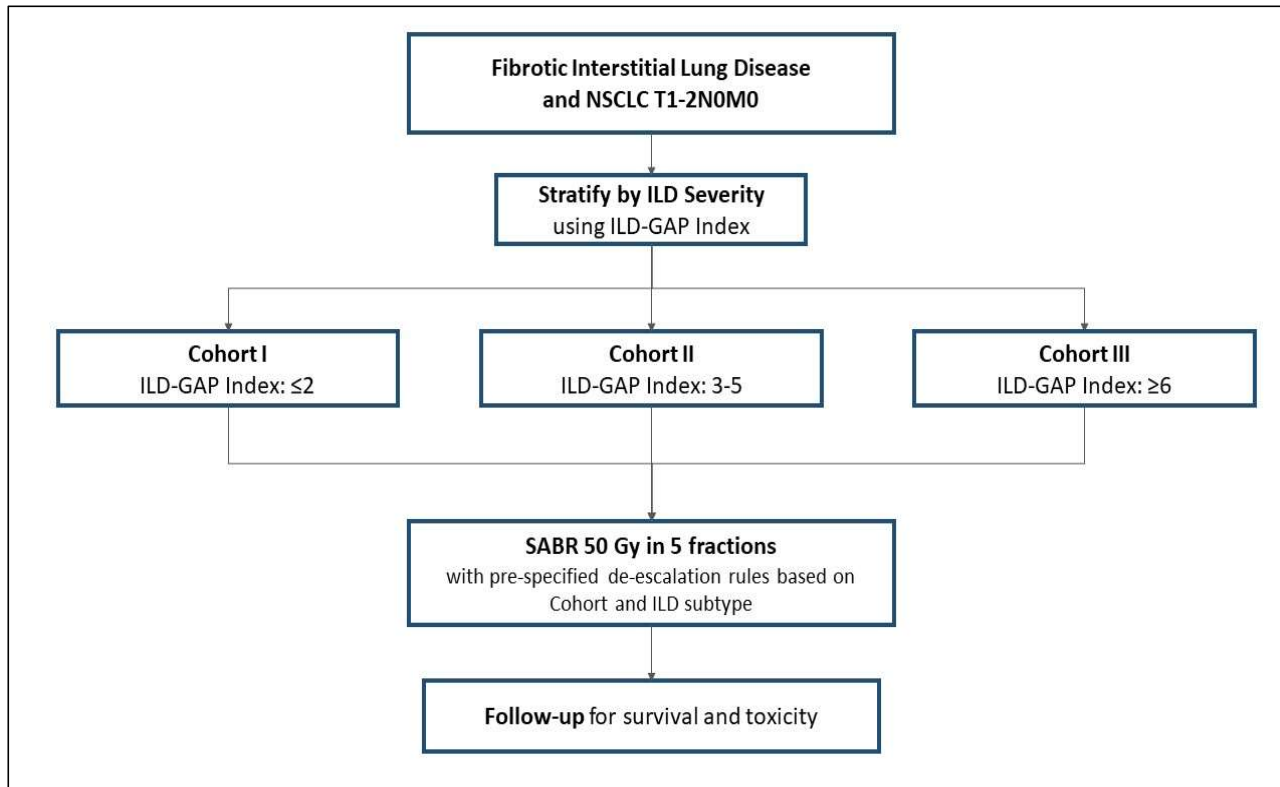 Fibrotic Interstitial Lung Disease
and NSCLC T1-2N0M0
Stratify by ILD Severity
using ILD-GAP Index
Cohort I
ILD-GAP Index: ≤2
Cohort II
ILD-GAP Index: 3-5
Cohort III
ILD-GAP Index: ≥6
SABR 50 Gy in 5 fractions
with pre-specified de-escalation rules based on
Cohort and ILD subtype
Follow-up for survival and toxicity